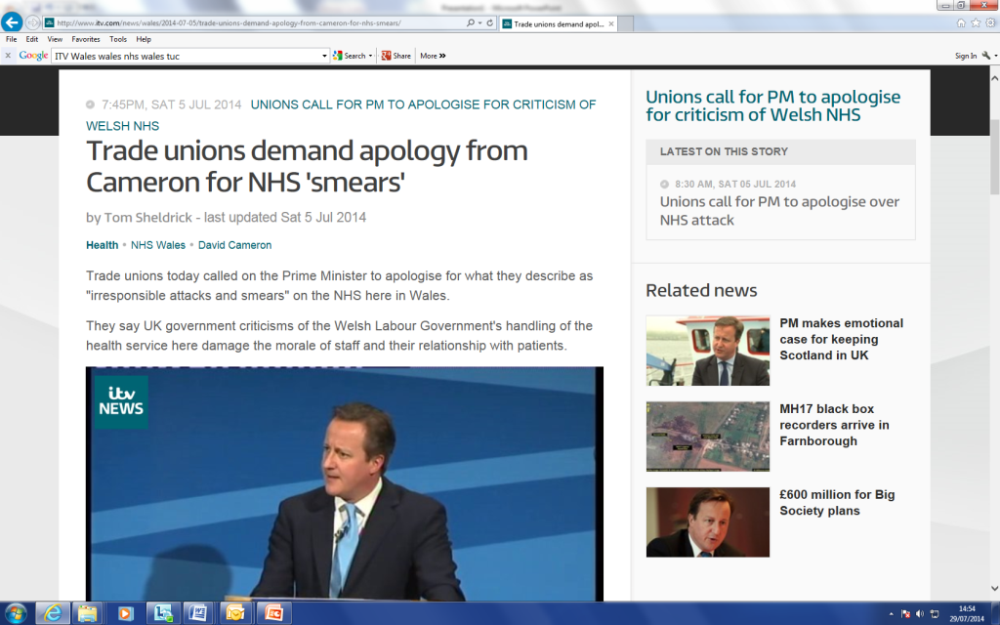 Presentation1 - Microsoft PowerPoint
http://www.itv.com/news/wales/2014-07-05/trade-unions-demand-apology-from-cameron-for-nhs-smears/
Trade unions demand apol...
File Edit View Favorites Tools Help
Google ITV Wales wales nhs wales tuc Search Share More »
Sign In
7:45PM, SAT 5 JUL 2014 UNIONS CALL FOR PM TO APOLOGISE FOR CRITICISM OF
WELSH NHS
Trade unions demand apology from
Cameron for NHS 'smears'
by Tom Sheldrick - last updated Sat 5 Jul 2014
Health • NHS Wales • David Cameron
Trade unions today called on the Prime Minister to apologise for what they describe as
"irresponsible attacks and smears" on the NHS here in Wales.
They say UK government criticisms of the Welsh Labour Government's handling of the
health service here damage the morale of staff and their relationship with patients.
itv
NEWS
Unions call for PM to apologise
for criticism of Welsh NHS
LATEST ON THIS STORY
8:30 AM, SAT 05 JUL 2014
Unions call for PM to apologise over
NHS attack
Related news
PM makes emotional
case for keeping
Scotland in UK
MH17 black box
recorders arrive in
Farnborough
£600 million for Big
Society plans
14:54
29/07/2014